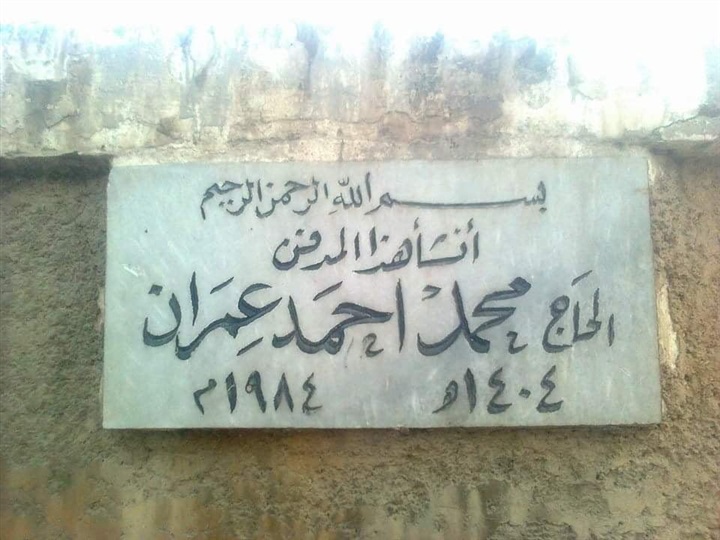 بسم الله الرحمن الرحيم
أنشأ هذا المدفن
الحاج محمد احمد عمران
١٤٠٤هـ ١٩٨٤م